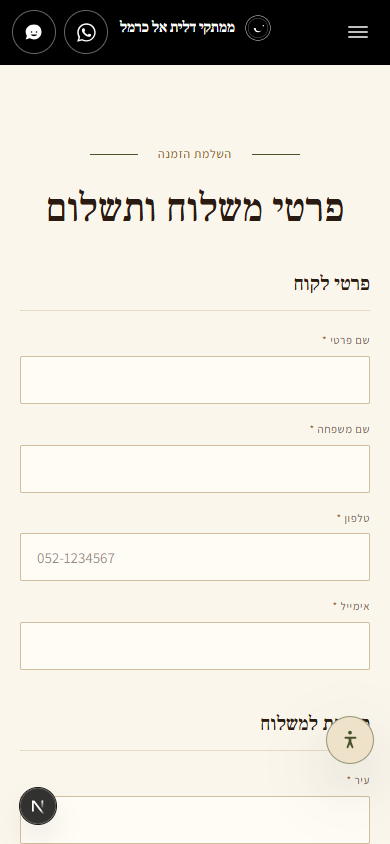 ממתקי דלית אל כרמל
השלמת הזמנה
פרטי משלוח ותשלום
פרטי לקוח
שם פרטי *
שם משפחה *
טלפון *
052-1234567
אימייל *
למשלוח
עיר *
N